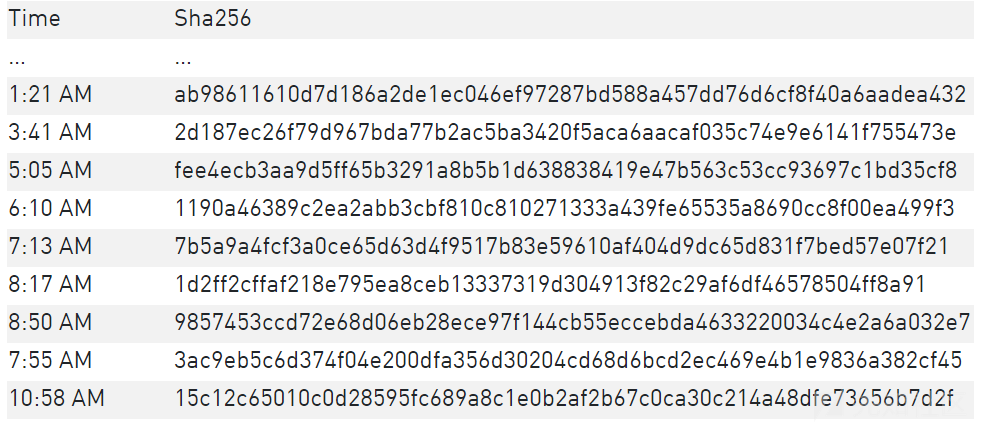 Time Sha256
... ...
1:21 AM ab98611610d7d186a2de1ec046ef97287bd588a457dd76d6cf8f40a6aadea432
3:41 AM 2d187ec26f79d967bda77b2ac5ba3420f5aca6aacaf035c74e9e6141f755473e
5:05 AM fee4ecb3aa9d5ff65b3291a8b5b1d638838419e47b563c53cc93697c1bd35cf8
6:10 AM 1190a46389c2ea2abb3cbf810c810271333a439fe65535a8690cc8f00ea499f3
7:13 AM 7b5a9a4fcf3a0ce65d63d4f9517b83e59610af404d9dc65d831f7bed57e07f21
8:17 AM 1d2ff2cffaf218e795ea8ceb13337319d304913f82c29af6df46578504ff8a91
8:50 AM 9857453ccd72e68d06eb28ece97f144cb55eccebda4633220034c4e2a6a032e7
7:55 AM 3ac9eb5c6d374f04e200dfa356d30204cd68d6bcd2ec469e4b1e9836a382cf45
10:58 AM 15c12c65010c0d28595fc689a8c1e0b2af2b67c0ca30c214a48dfe73656b7d2f